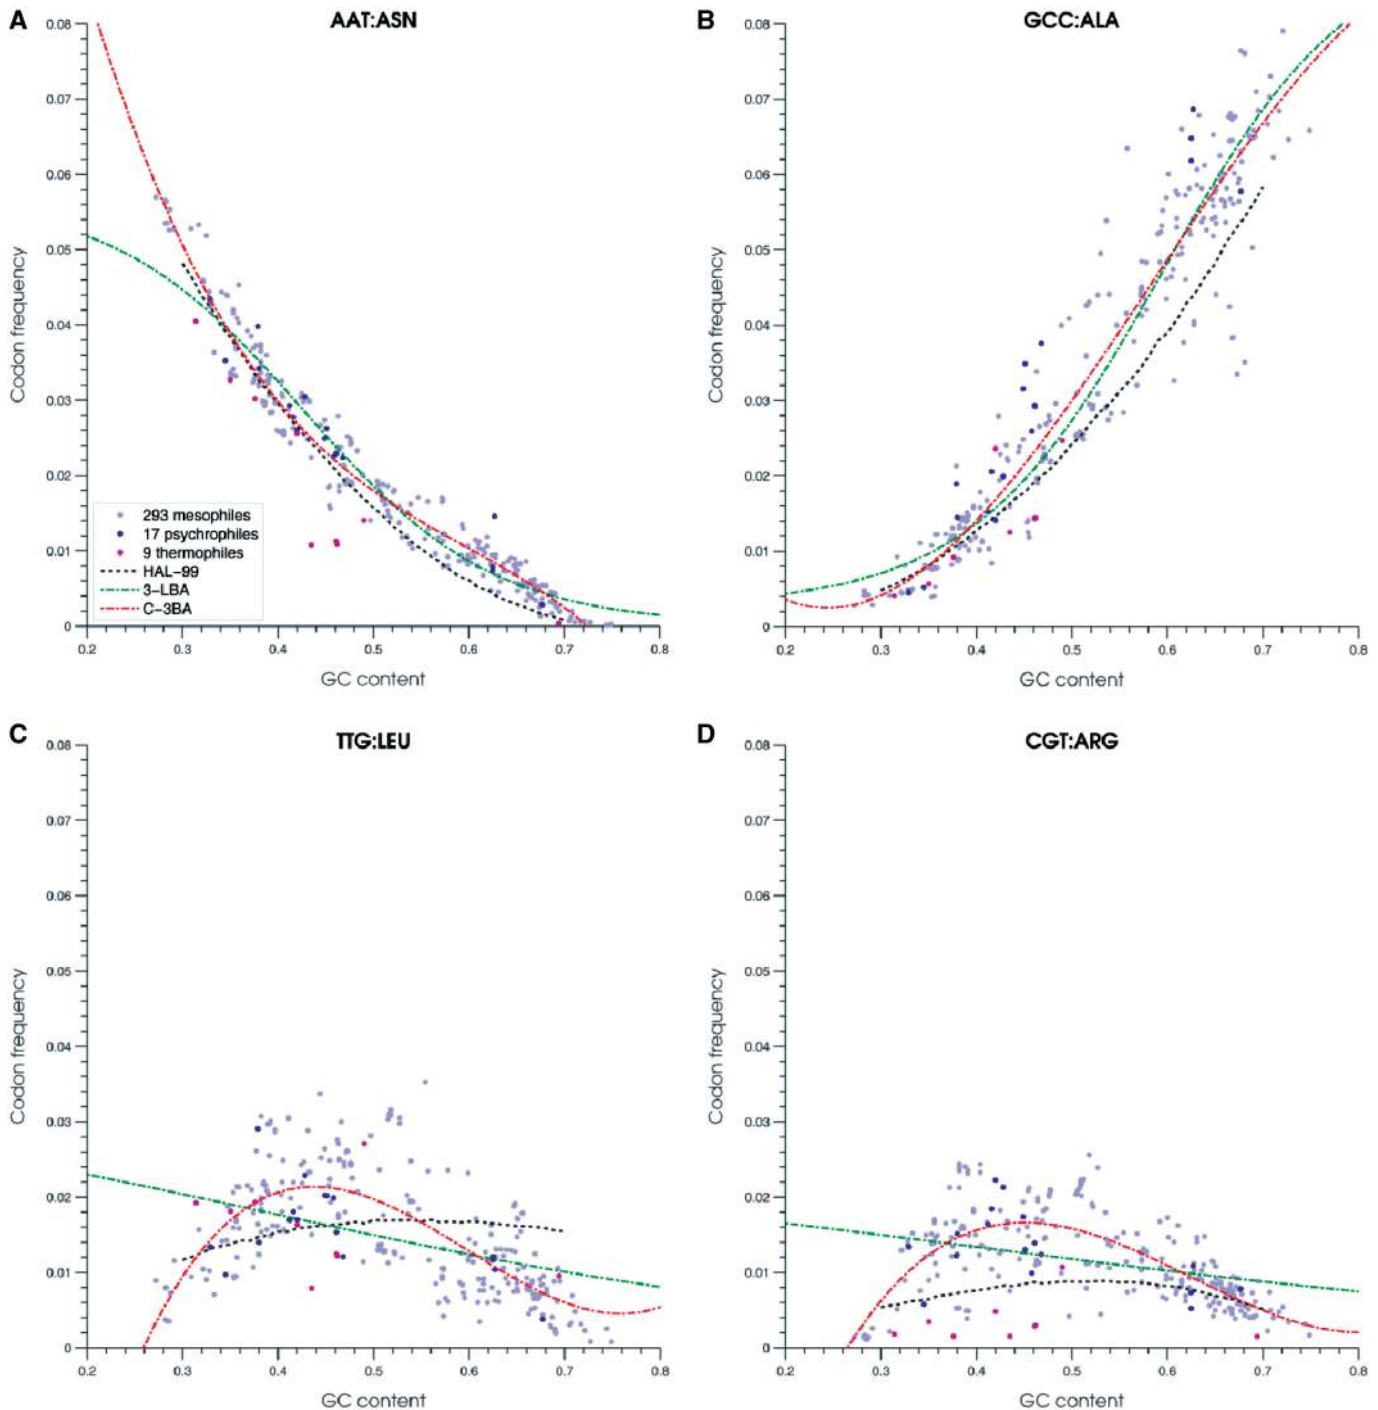 A
AAT:ASN
0.08
0.07
0.06
0.05
0.04
0.03
0.02
0.01
0
0.2
0.3
0.4
0.5
0.6
0.7
0.8
Codon frequency
GC content
293 mesophiles
17 psychrophiles
9 thermophiles
HAL-99
3-LBA
C-3BA
B
GCC:ALA
0.08
0.07
0.06
0.05
0.04
0.03
0.02
0.01
0
0.2
0.3
0.4
0.5
0.6
0.7
0.8
Codon frequency
GC content
C
TTG:LEU
0.08
0.07
0.06
0.05
0.04
0.03
0.02
0.01
0
0.2
0.3
0.4
0.5
0.6
0.7
0.8
Codon frequency
GC content
D
CGT:ARG
0.08
0.07
0.06
0.05
0.04
0.03
0.02
0.01
0
0.2
0.3
0.4
0.5
0.6
0.7
0.8
Codon frequency
GC content